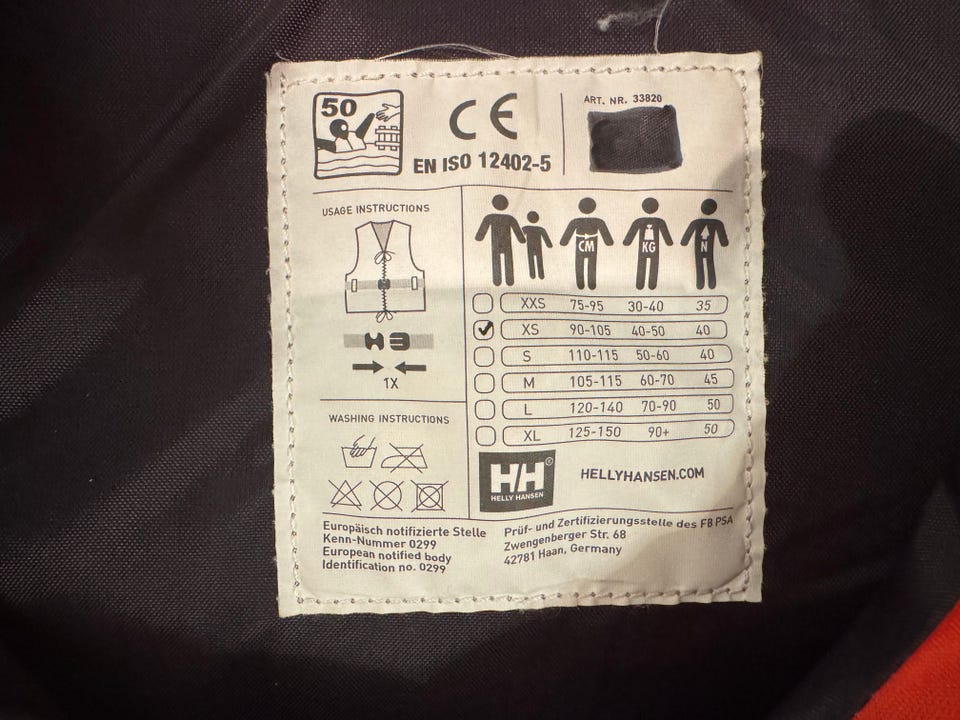 50
CE
EN ISO 12402-5
ART. NR. 33820
USAGE INSTRUCTIONS
1X
WASHING INSTRUCTIONS
CM KG N
XXS 75-95 30-40 35
XS 90-105 40-50 40
S 110-115 50-60 40
M 105-115 60-70 45
L 120-140 70-90 50
XL 125-150 90+ 50
HH®
HELLY HANSEN
HELLYHANSEN.COM
Europäisch notifizierte Stelle
Kenn-Nummer 0299
European notified body
Identification no. 0299
Prüf- und Zertifizierungsstelle des FB PSA
Zwengenberger Str. 68
42781 Haan, Germany